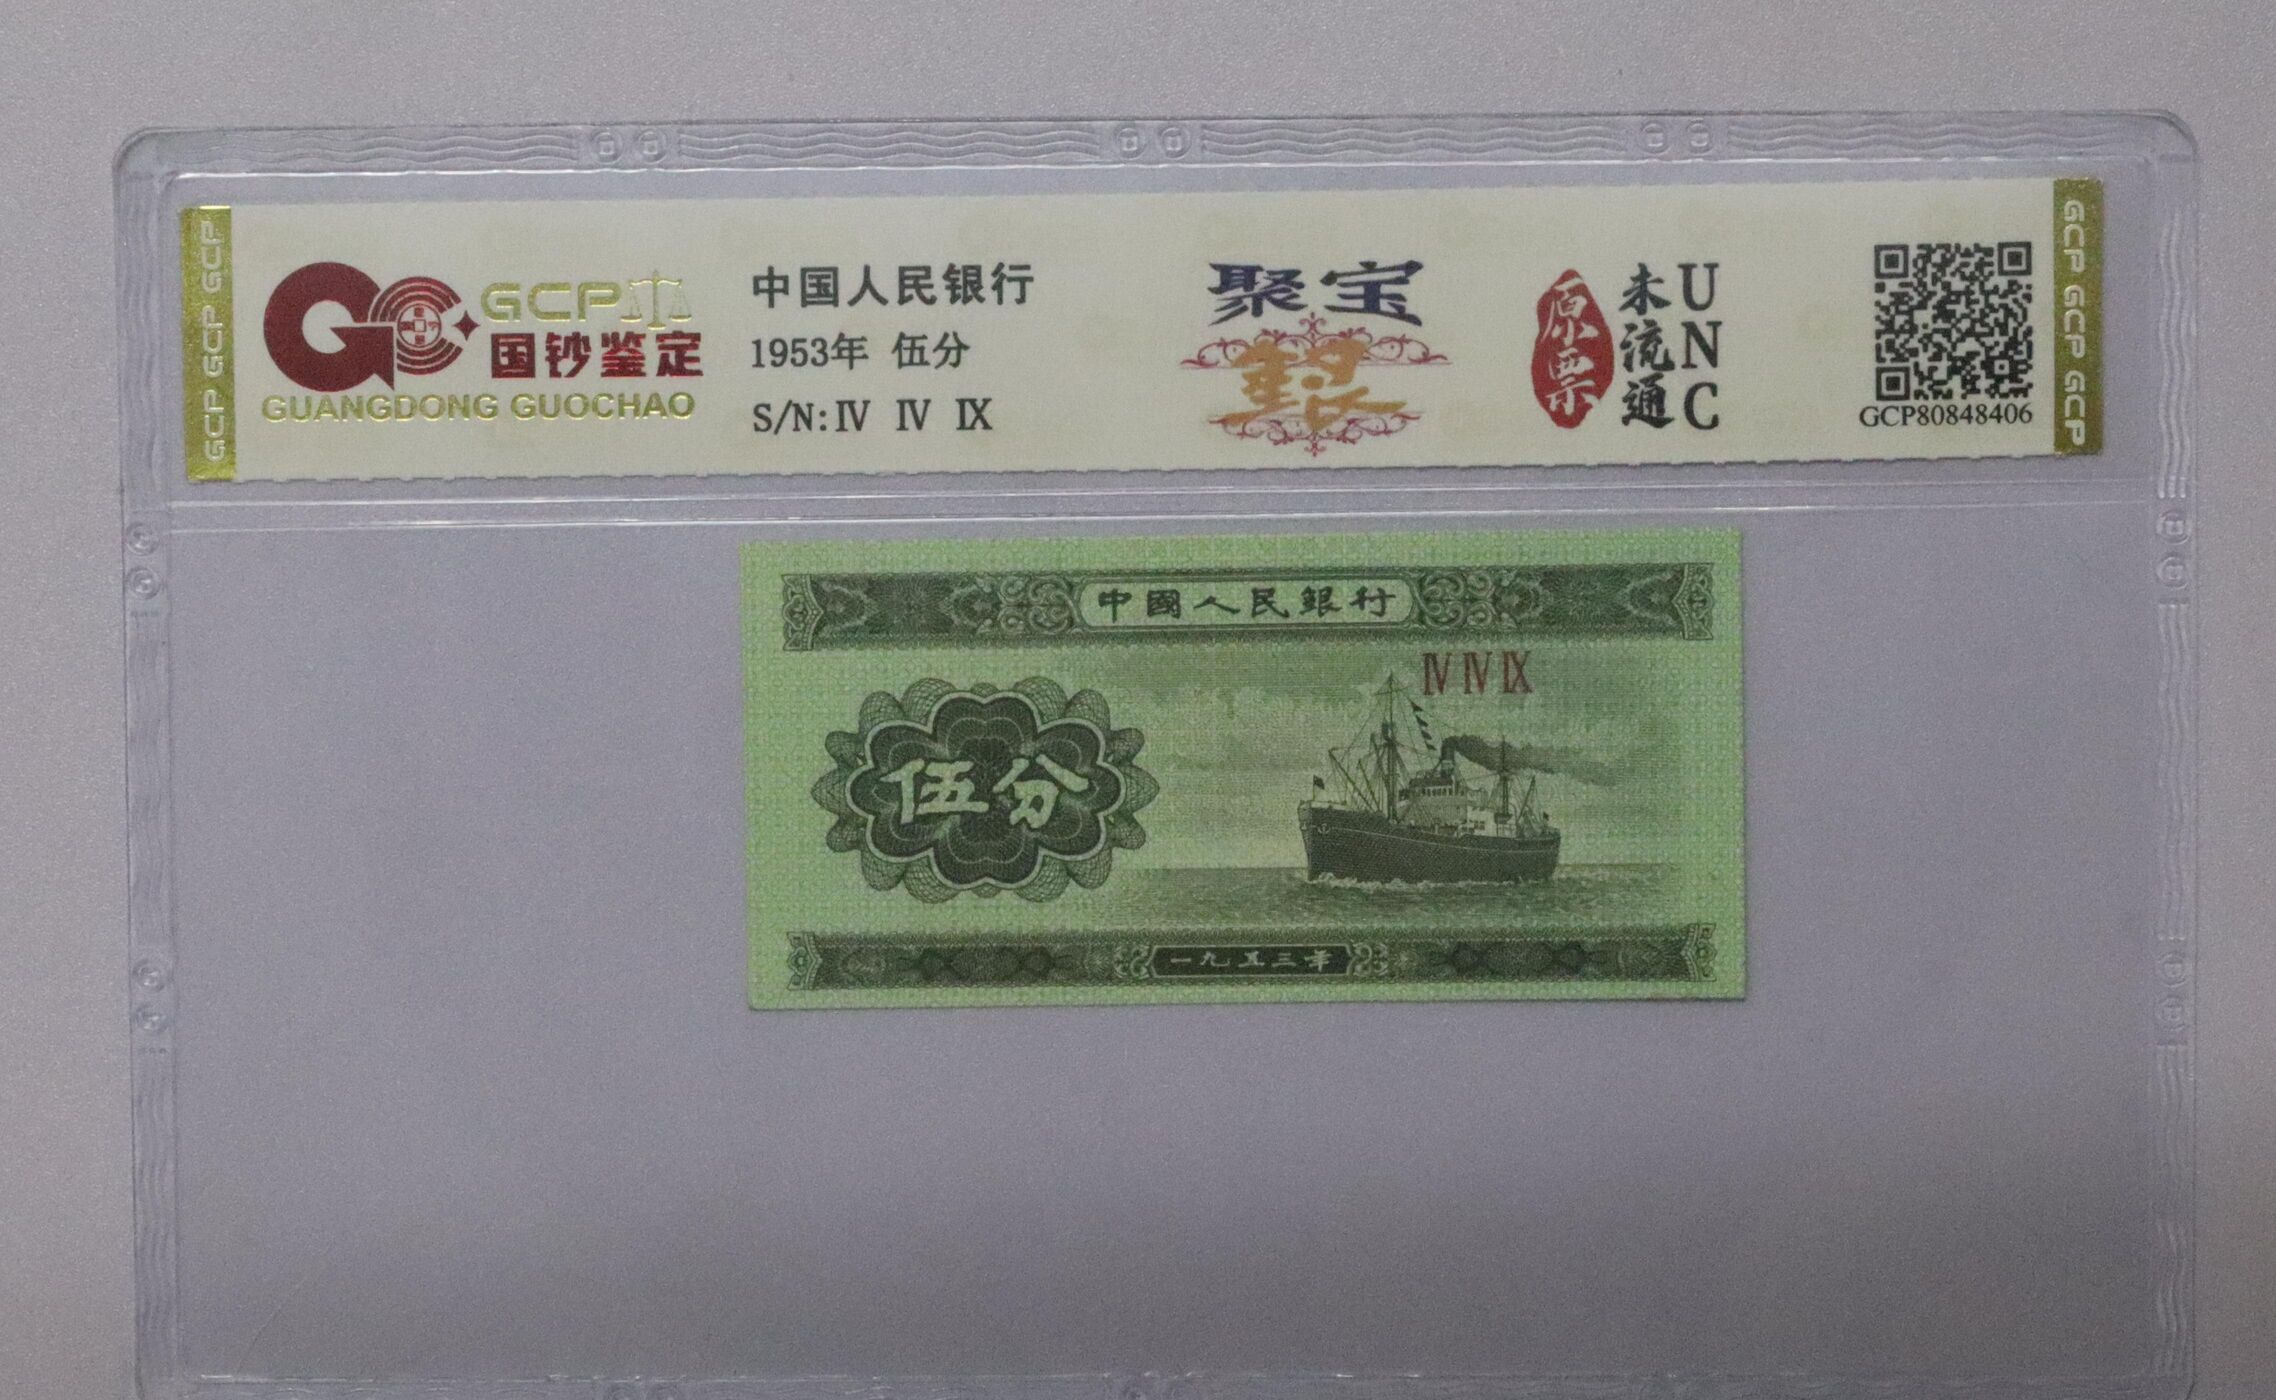 GCP GCP GCP
GCP
国钞鉴定
GUANGDONG GUOCHAO
中国人民银行
1953年 伍分
S/N:Ⅳ Ⅳ Ⅸ
聚宝
原票
未流通
UNC
GCP80848406
GCP GCP GCP
中國人民銀行
Ⅳ Ⅳ Ⅸ
伍分
一九五三年